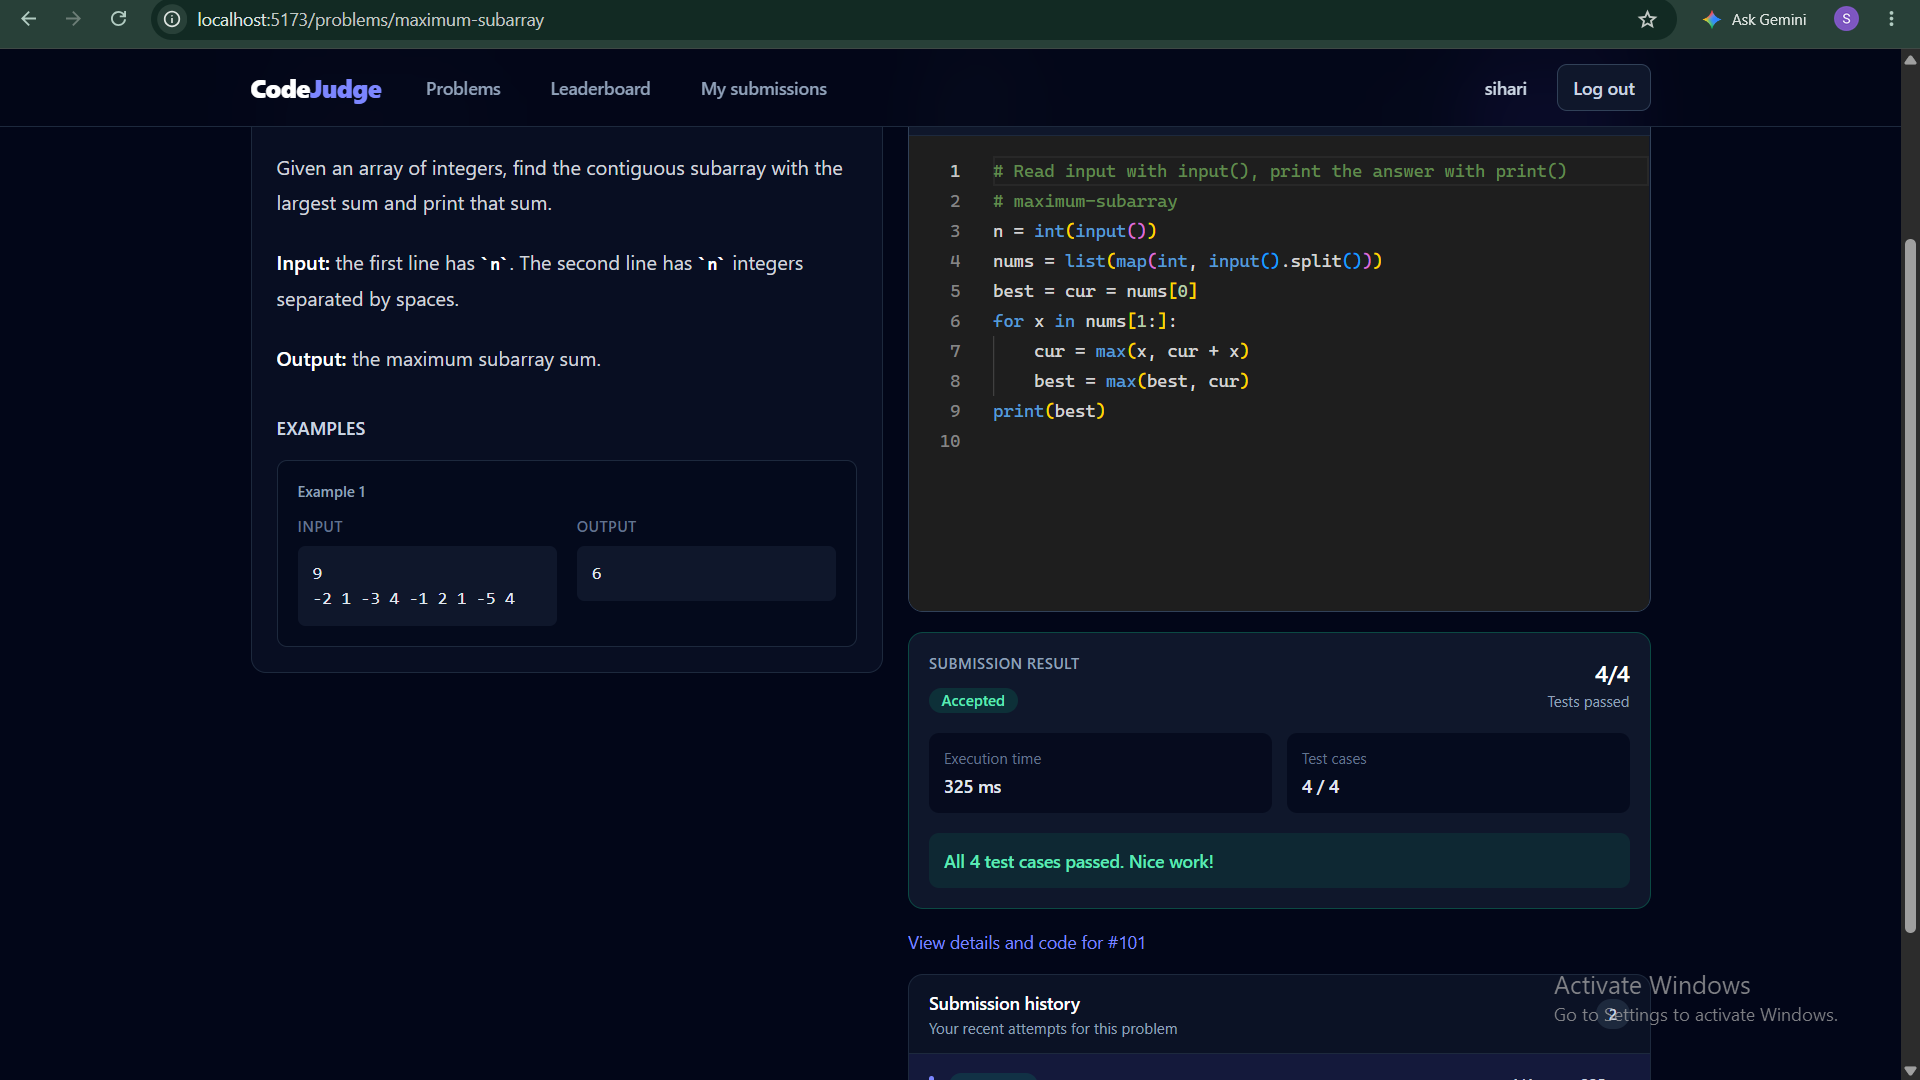 localhost:5173/problems/maximum-subarray
Ask Gemini
S
CodeJudge
Problems
Leaderboard
My submissions
sihari
Log out
Given an array of integers, find the contiguous subarray with the
largest sum and print that sum.
Input: the first line has `n`. The second line has `n` integers
separated by spaces.
Output: the maximum subarray sum.
EXAMPLES
Example 1
INPUT
OUTPUT
9
-2 1 -3 4 -1 2 1 -5 4
6
1 # Read input with input(), print the answer with print()
2 # maximum-subarray
3 n = int(input())
4 nums = list(map(int, input().split()))
5 best = cur = nums[0]
6 for x in nums[1:]:
7     cur = max(x, cur + x)
8     best = max(best, cur)
9 print(best)
10
SUBMISSION RESULT
Accepted
4/4
Tests passed
Execution time
325 ms
Test cases
4 / 4
All 4 test cases passed. Nice work!
View details and code for #101
Submission history
Your recent attempts for this problem
2
Activate Windows
Go to Settings to activate Windows.